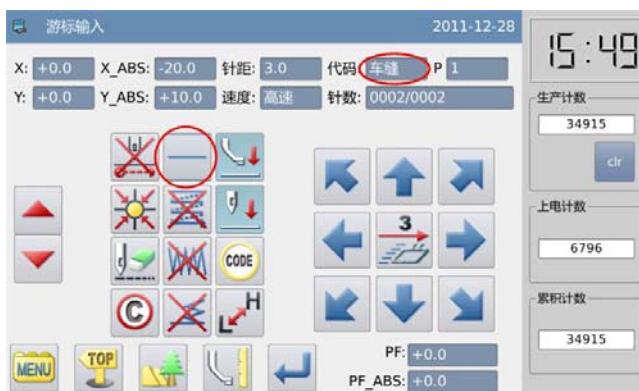 游标输入 2011-12-28
X: +0.0 X_ABS: -20.0 针距: 3.0 代码: 车缝 P 1
Y: +0.0 Y_ABS: +10.0 速度: 高速 针数: 0002/0002
15:49
生产计数
34915
clr
上电计数
6796
累积计数
34915
3
CODE
C
H
L
MENU
TOP
PF: +0.0
PF_ABS: +0.0